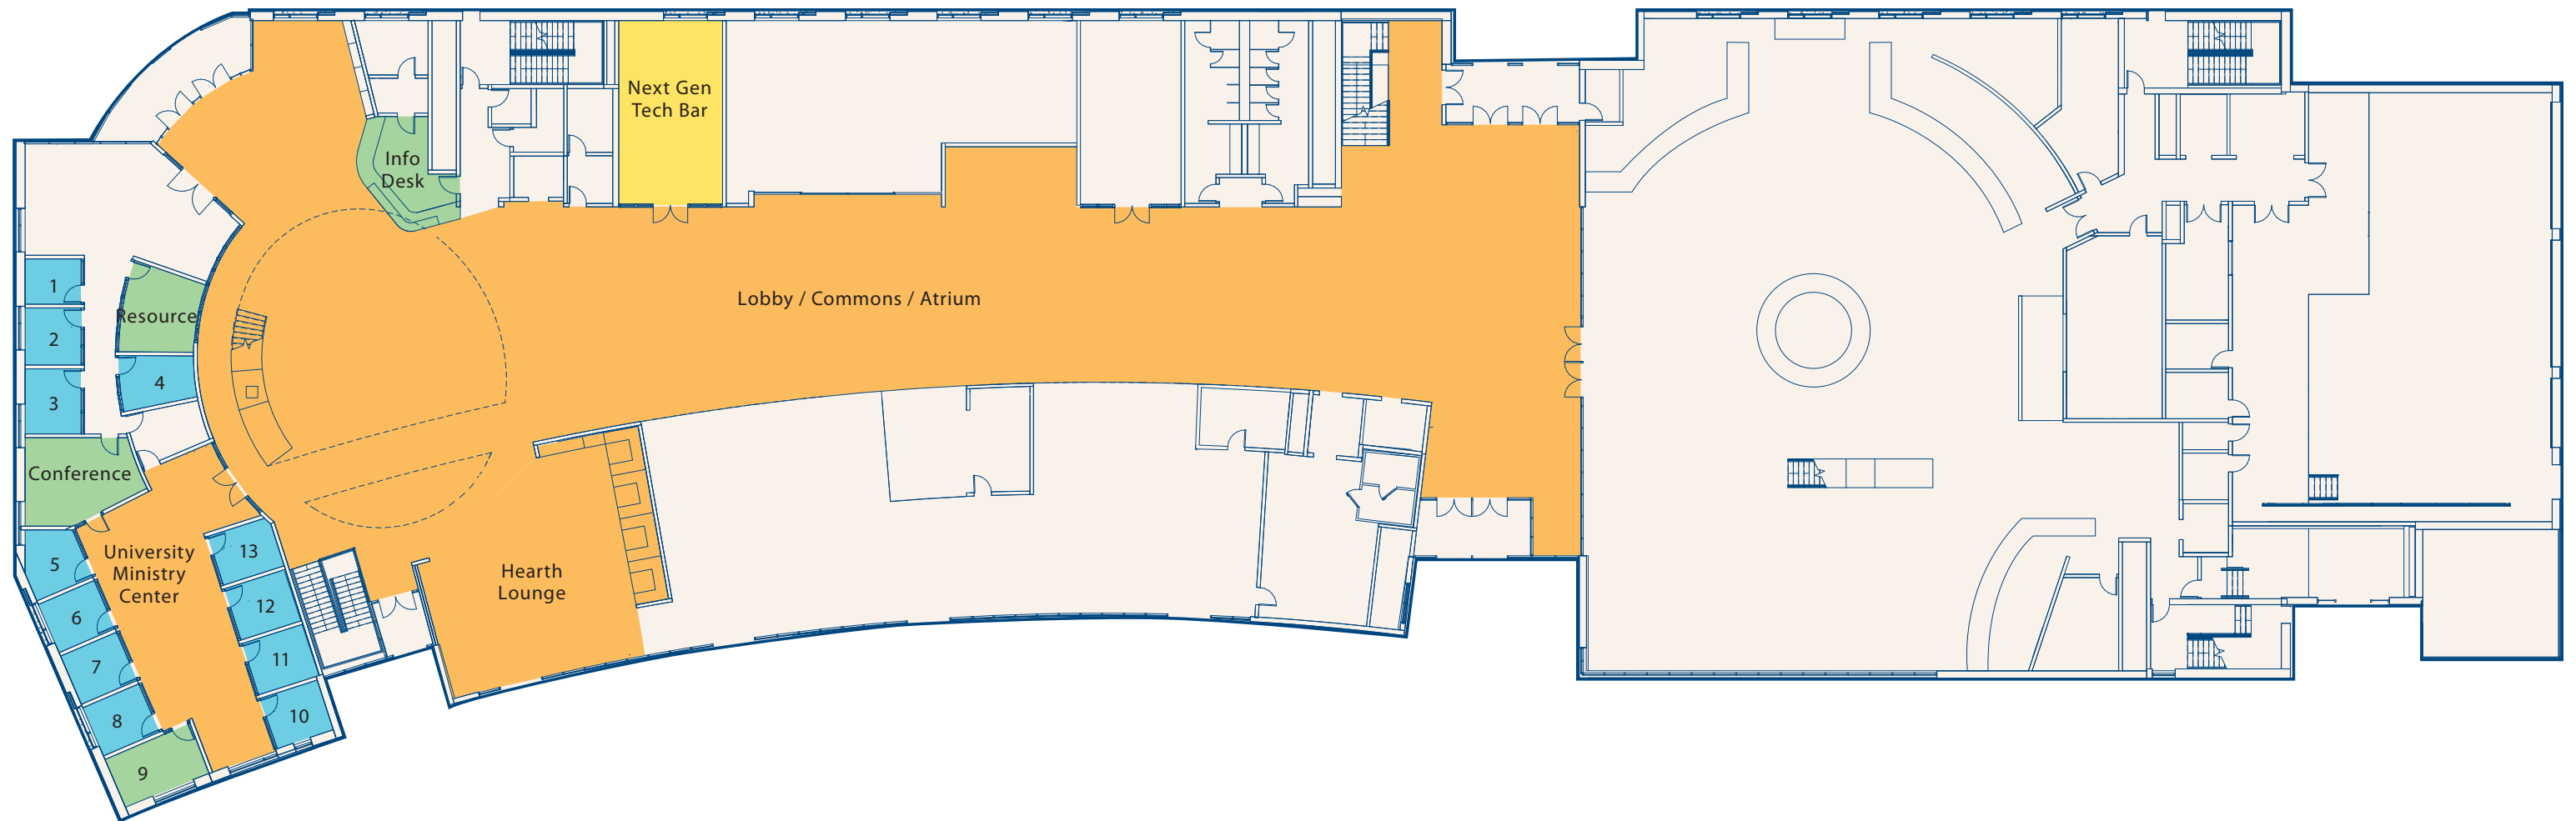 Next Gen
Tech Bar
Info
Desk
1
Resource
Lobby / Commons / Atrium
2
4
3
Conference
University
Ministry
Center
5
13
Hearth
Lounge
6
12
7
11
8
10
9